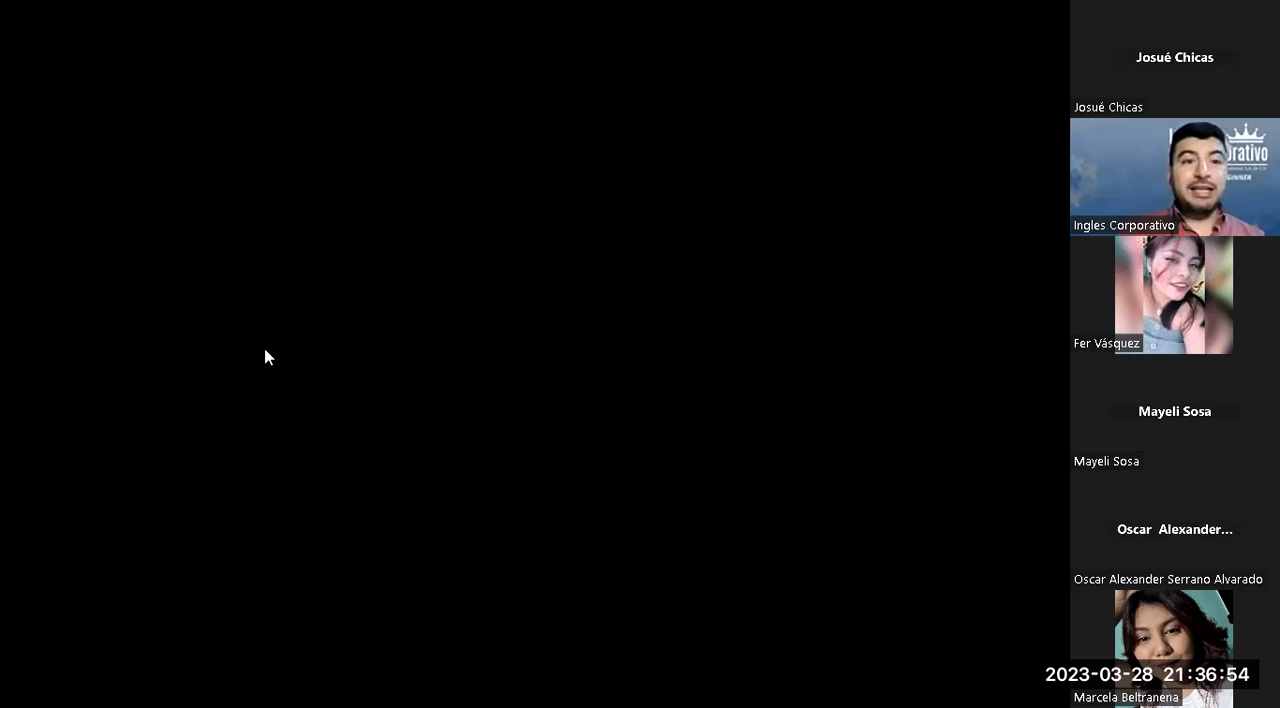 Josué Chicas
Josué Chicas
orativo
Ingles Corporativo
Fer Vásquez
Mayeli Sosa
Mayeli Sosa
Oscar Alexander...
Oscar Alexander Serrano Alvarado
2023-03-28 21:36:54
Marcela Beltranena